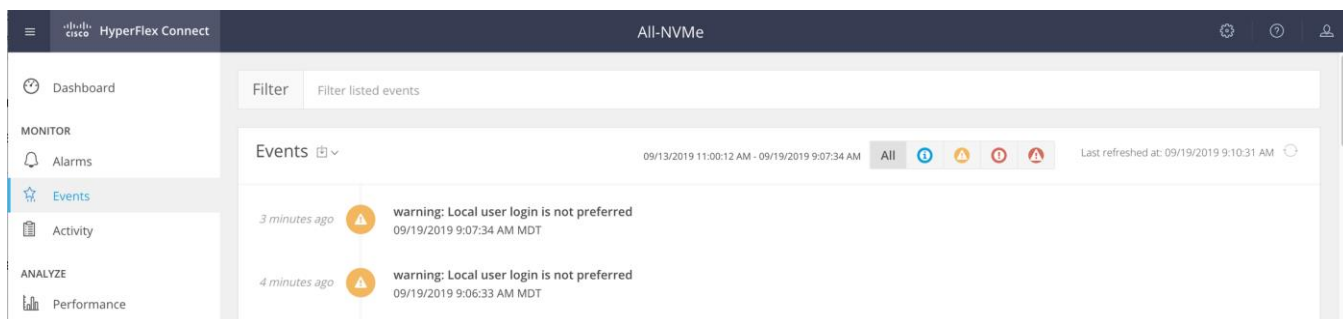 cisco HyperFlex Connect
All-NVMe
Dashboard
Filter
Filter listed events
MONITOR
Alarms
Events
Activity
ANALYZE
Performance
Events
09/13/2019 11:00:12 AM - 09/19/2019 9:07:34 AM
All
Last refreshed at: 09/19/2019 9:10:31 AM
3 minutes ago
warning: Local user login is not preferred
09/19/2019 9:07:34 AM MDT
4 minutes ago
warning: Local user login is not preferred
09/19/2019 9:06:33 AM MDT